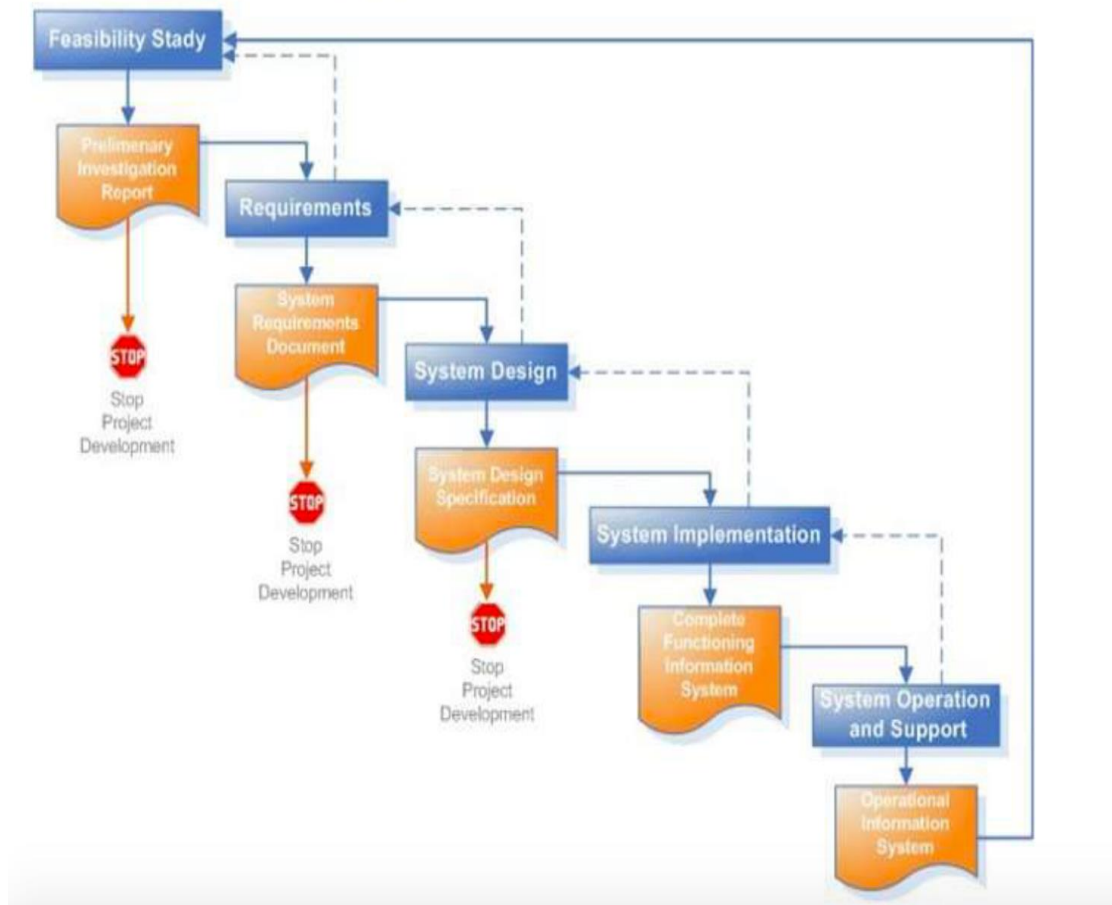 Feasibility Stady
Prelimenary
Investigation
Report
STOP
Stop
Project
Development
Requirements
System
Requirements
Document
STOP
Stop
Project
Development
System Design
System Design
Specification
STOP
Stop
Project
Development
System Implementation
Complete
Functioning
Information
System
System Operation
and Support
Operational
Information
System